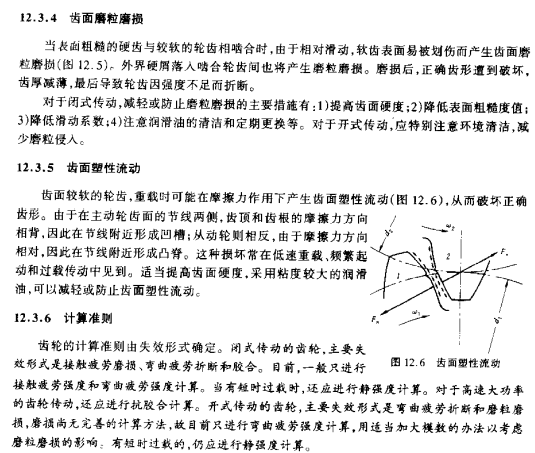 12.3.4 齿面磨粒磨损
当表面粗糙的硬齿与较软的轮齿相啮合时,由于相对滑动,软齿表面易被划伤而产生齿面磨
粒磨损(图 12.5)。外界硬屑落入啮合轮齿间也将产生磨粒磨损。磨损后,正确齿形遭到破坏,
齿厚减薄,最后导致轮齿因强度不足而折断。
对于闭式传动,减轻或防止磨粒磨损的主要措施有:1)提高齿面硬度;2)降低表面粗糙度值;
3)降低滑动系数;4)注意润滑油的清洁和定期更换等。对于开式传动,应特别注意环境清洁,减
少磨粒侵入。
12.3.5 齿面塑性流动
齿面较软的轮齿,重载时可能在摩擦力作用下产生齿面塑性流动(图 12.6),从而破坏正确
齿形。由于在主动轮齿面的节线两侧,齿顶和齿根的摩擦力方向
相背,因此在节线附近形成凹槽;从动轮则相反,由于摩擦力方向
相对,因此在节线附近形成凸脊。这种损坏常在低速重载、频繁起
动和过载传动中见到。适当提高齿面硬度,采用粘度较大的润滑
油,可以减轻或防止齿面塑性流动。
d₂
ω₂
Fₙ
2
1
Fₙ
ω₁
d₁
图 12.6 齿面塑性流动
12.3.6 计算准则
齿轮的计算准则由失效形式确定。闭式传动的齿轮,主要失
效形式是接触疲劳磨损、弯曲疲劳折断和胶合。目前,一般只进行
接触疲劳强度和弯曲疲劳强度计算。当有短时过载时,还应进行静强度计算。对于高速大功率
的齿轮传动,还应进行抗胶合计算。开式传动的齿轮,主要失效形式是弯曲疲劳折断和磨粒磨
损,磨损尚无完善的计算方法,故目前只进行弯曲疲劳强度计算,用适当加大模数的办法以考虑
磨粒磨损的影响。有短时过载的,仍应进行静强度计算。